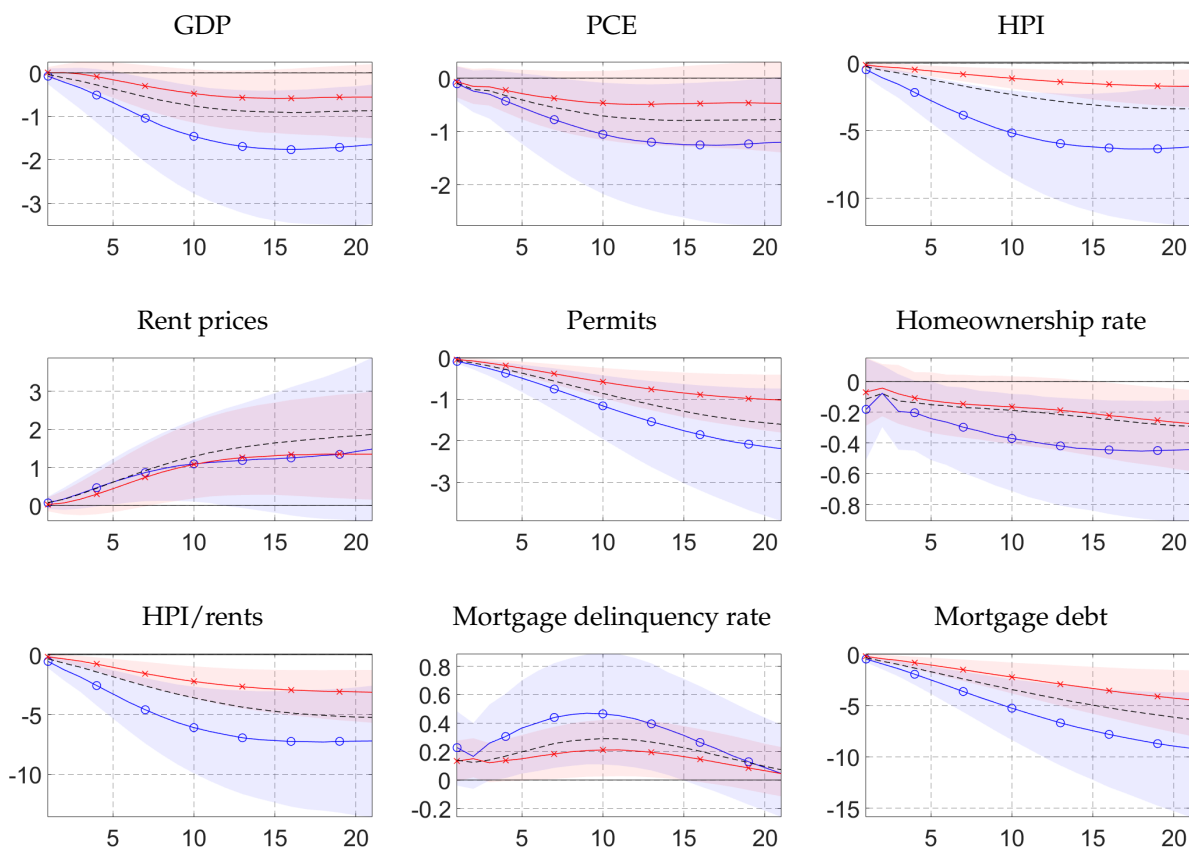 GDP PCE HPI
0 0 0
-1 -1 -5
-2 -2 -10
-3
5 10 15 20 5 10 15 20 5 10 15 20
Rent prices Permits Homeownership rate
3 0 0
2 -1 -0.2
1 -2 -0.4
0 -3 -0.6
-0.8
5 10 15 20 5 10 15 20 5 10 15 20
HPI/rents Mortgage delinquency rate Mortgage debt
0 0.8 0
-5 0.6 -5
-10 0.4 -10
0.2 -15
0
-0.2
5 10 15 20 5 10 15 20 5 10 15 20